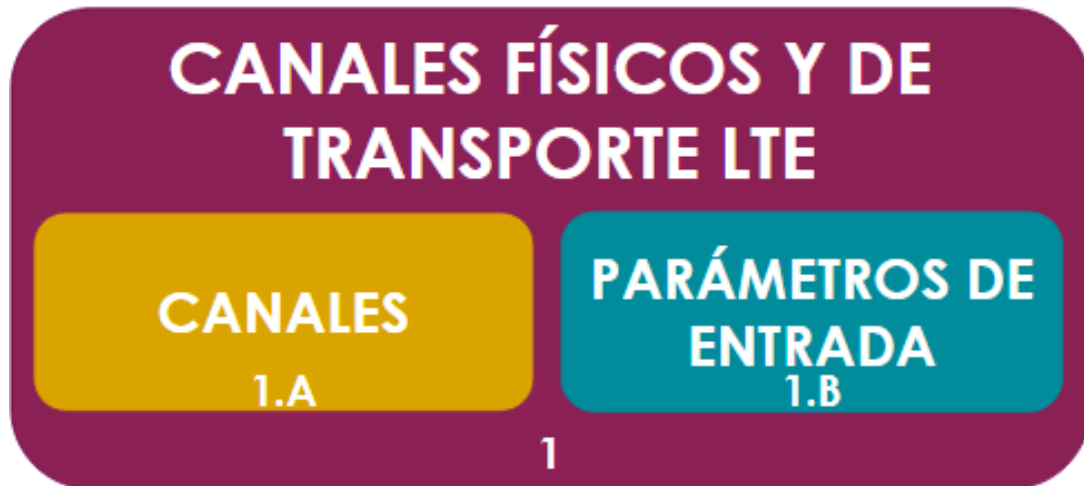 CANALES FÍSICOS Y DE
TRANSPORTE LTE
CANALES
1.A
PARÁMETROS DE
ENTRADA
1.B
1